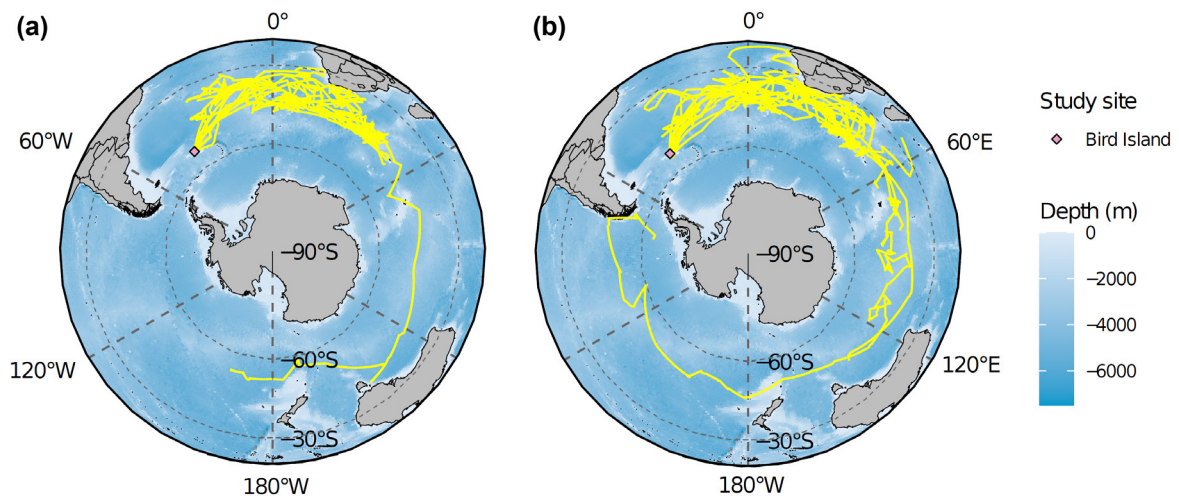 (a)
0°
60°W
120°W
180°W
−90°S
−60°S
−30°S
(b)
0°
60°E
120°E
180°W
−90°S
−60°S
−30°S
Study site
Bird Island
Depth (m)
0
−2000
−4000
−6000